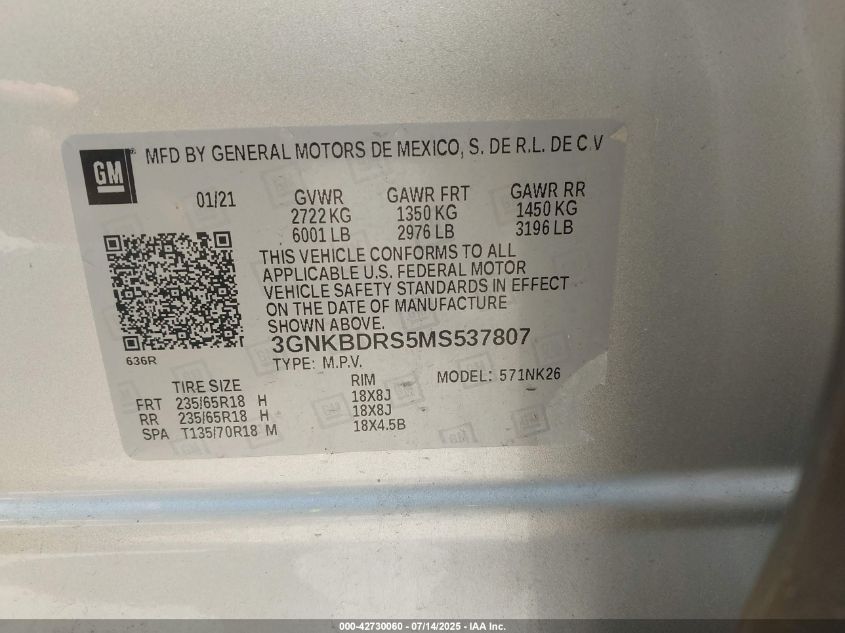 GM
MFD BY GENERAL MOTORS DE MEXICO, S. DE R.L. DE C.V
01/21 GVWR GAWR FRT GAWR RR
2722 KG 1350 KG 1450 KG
6001 LB 2976 LB 3196 LB
THIS VEHICLE CONFORMS TO ALL
APPLICABLE U.S. FEDERAL MOTOR
VEHICLE SAFETY STANDARDS IN EFFECT
ON THE DATE OF MANUFACTURE
SHOWN ABOVE.
3GNKBDRS5MS537807
636R
TYPE: M.P.V.
TIRE SIZE RIM MODEL: 571NK26
FRT 235/65R18 H 18X8J
RR 235/65R18 H 18X8J
SPA T135/70R18 M 18X4.5B
000-42730060 - 07/14/2025 - IAA Inc.